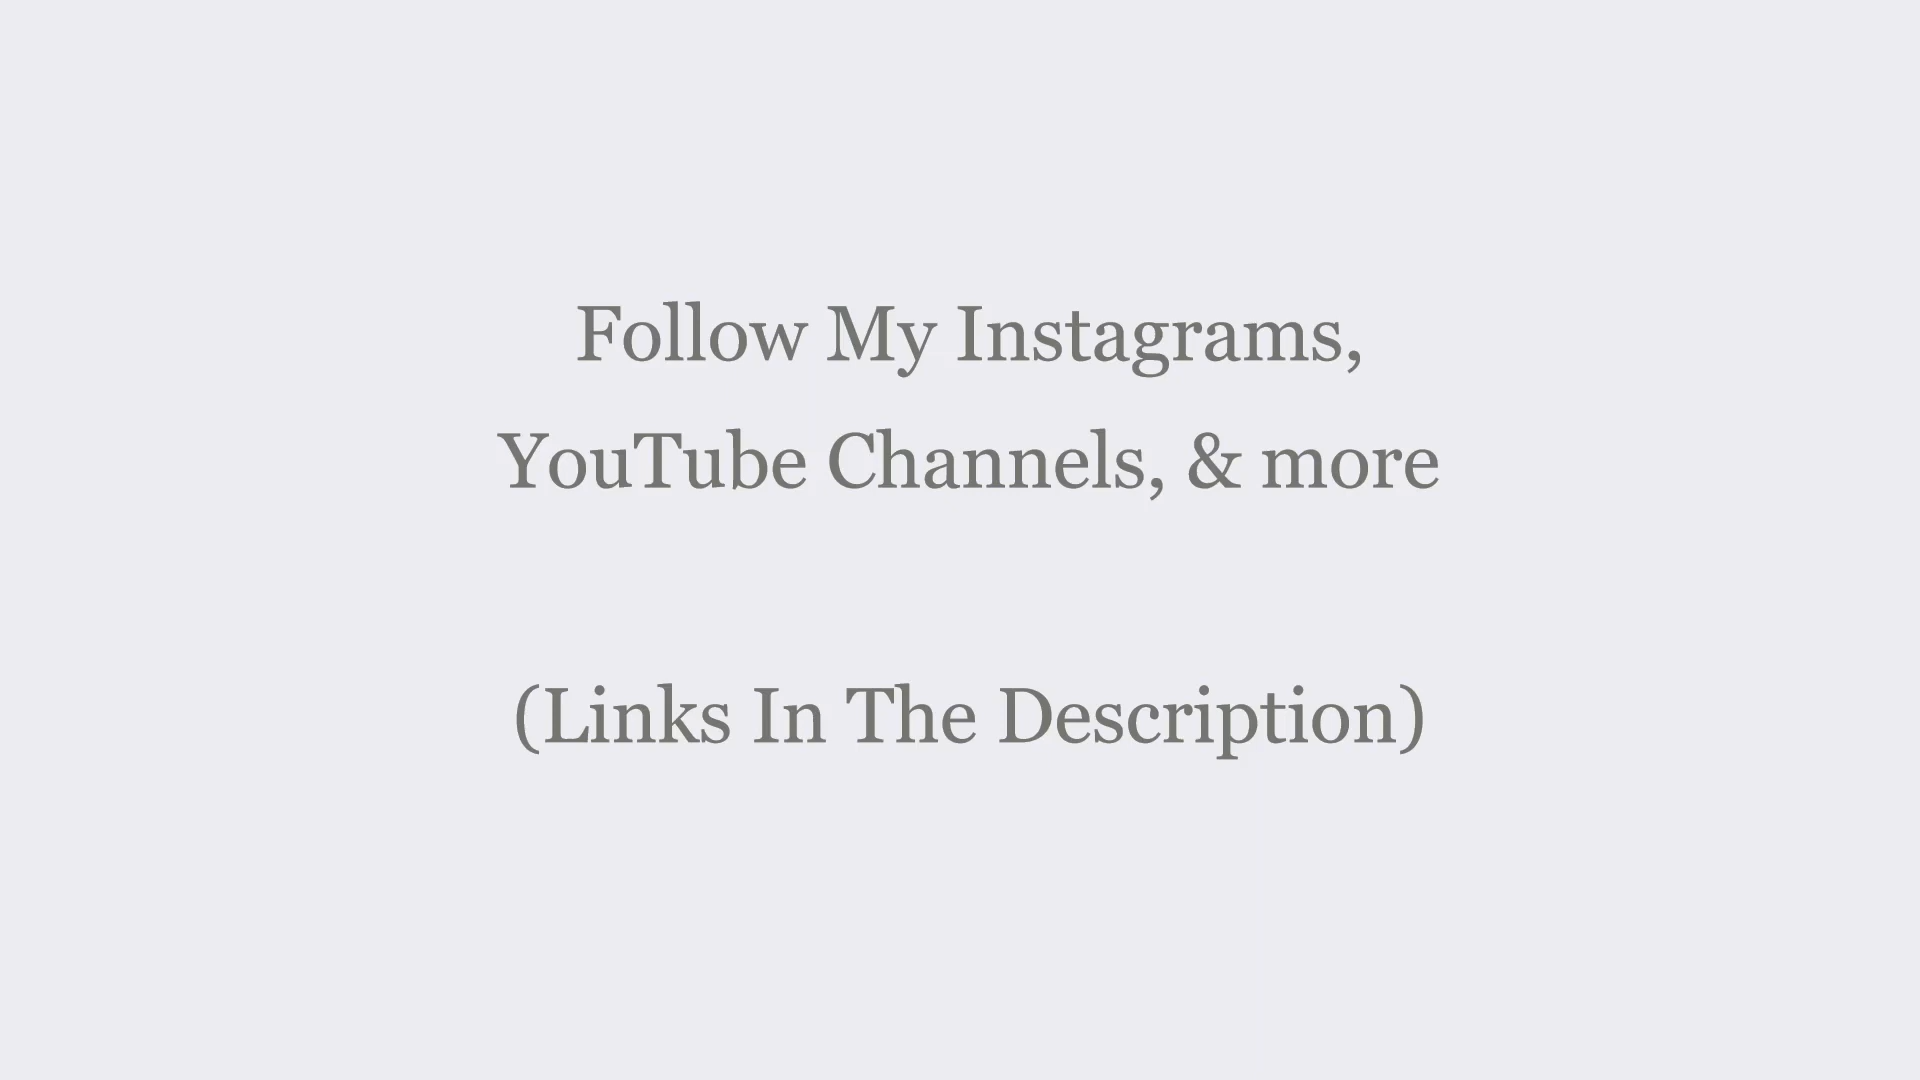 Follow My Instagrams,
YouTube Channels, & more
(Links In The Description)